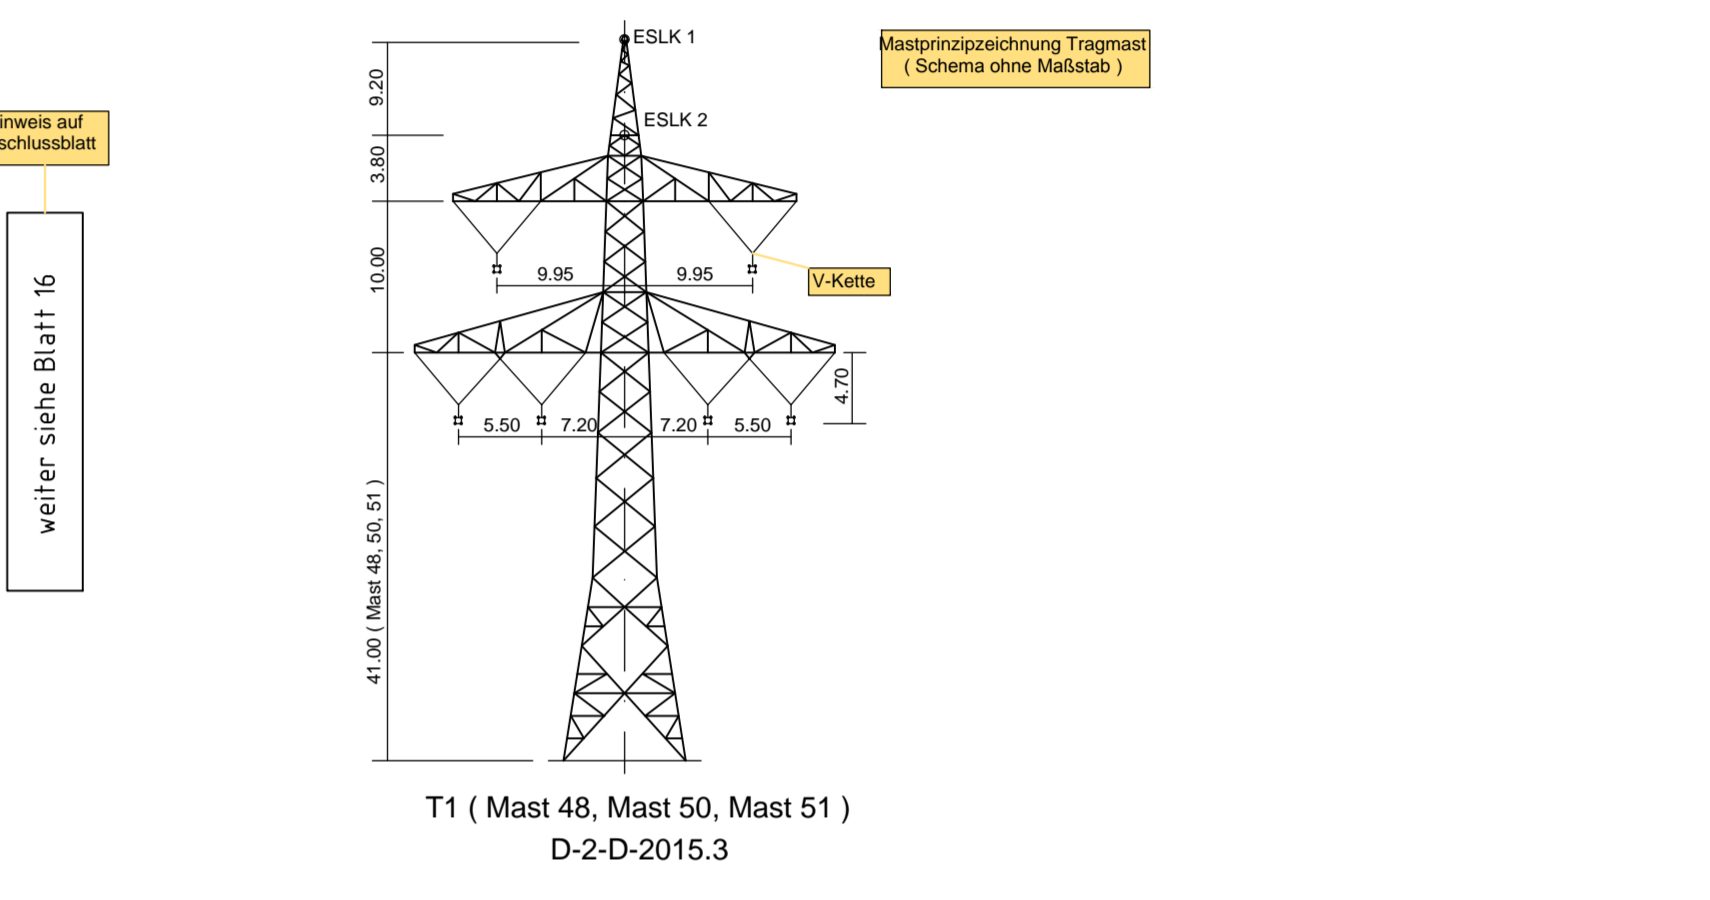 ESLK 1
Mastprinzipzeichnung Tragmast
( Schema ohne Maßstab )
9.20
ESLK 2
inweis auf
schlussblatt
3.80
10.00
9.95
9.95
V-Kette
weiter siehe Blatt 16
4.70
5.50
7.20
7.20
5.50
41.00 ( Mast 48, 50, 51 )
T1 ( Mast 48, Mast 50, Mast 51 )
D-2-D-2015.3